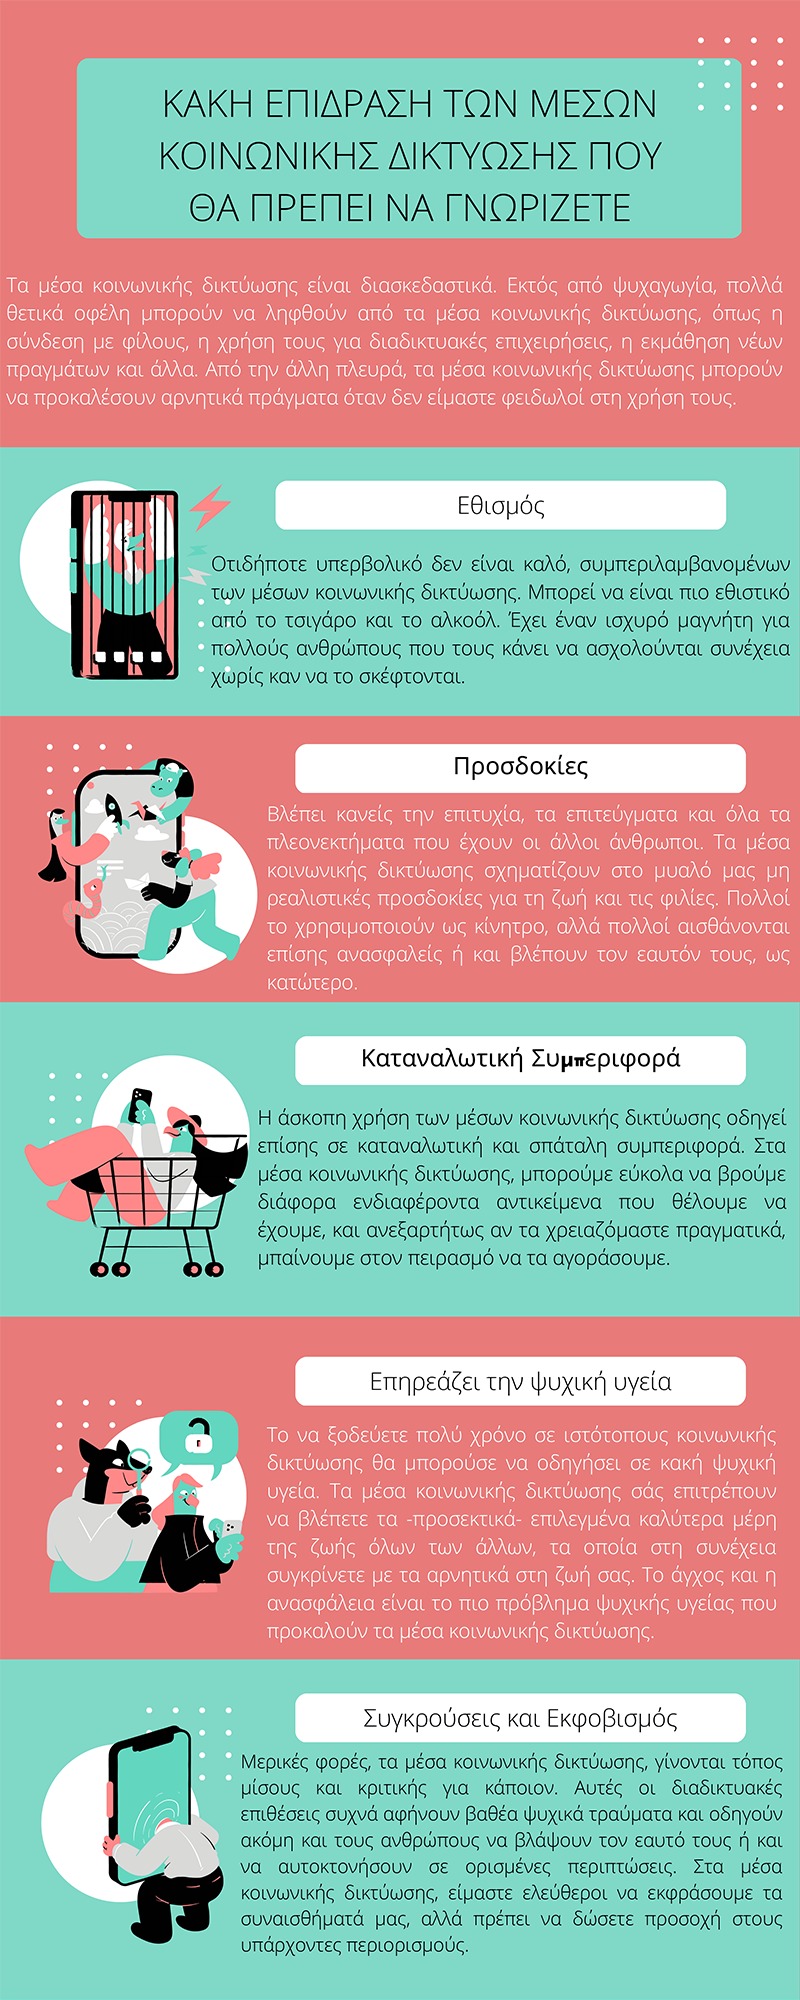 ΚΑΚΗ ΕΠΙΔΡΑΣΗ ΤΩΝ ΜΕΣΩΝ
ΚΟΙΝΩΝΙΚΗΣ ΔΙΚΤΥΩΣΗΣ ΠΟΥ
ΘΑ ΠΡΕΠΕΙ ΝΑ ΓΝΩΡΙΖΕΤΕ
Τα μέσα κοινωνικής δικτύωσης είναι διασκεδαστικά. Εκτός από ψυχαγωγία, πολλά
θετικά οφέλη μπορούν να ληφθούν από τα μέσα κοινωνικής δικτύωσης, όπως η
σύνδεση με φίλους, η χρήση τους για διαδικτυακές επιχειρήσεις, η εκμάθηση νέων
πραγμάτων και άλλα. Από την άλλη πλευρά, τα μέσα κοινωνικής δικτύωσης μπορούν
να προκαλέσουν αρνητικά πράγματα όταν δεν είμαστε φειδωλοί στη χρήση τους.
Εθισμός
Οτιδήποτε υπερβολικό δεν είναι καλό, συμπεριλαμβανομένων
των μέσων κοινωνικής δικτύωσης. Μπορεί να είναι πιο εθιστικό
από το τσιγάρο και το αλκοόλ. Έχει έναν ισχυρό μαγνήτη για
πολλούς ανθρώπους που τους κάνει να ασχολούνται συνέχεια
χωρίς καν να το σκέφτονται.
Προσδοκίες
Βλέπει κανείς την επιτυχία, τα επιτεύγματα και όλα τα
πλεονεκτήματα που έχουν οι άλλοι άνθρωποι. Τα μέσα
κοινωνικής δικτύωσης σχηματίζουν στο μυαλό μας μη
ρεαλιστικές προσδοκίες για τη ζωή και τις φιλίες. Πολλοί
το χρησιμοποιούν ως κίνητρο, αλλά πολλοί αισθάνονται
επίσης ανασφαλείς ή και βλέπουν τον εαυτόν τους, ως
κατώτερο.
Καταναλωτική Συμπεριφορά
Η άσκοπη χρήση των μέσων κοινωνικής δικτύωσης οδηγεί
επίσης σε καταναλωτική και σπάταλη συμπεριφορά. Στα
μέσα κοινωνικής δικτύωσης, μπορούμε εύκολα να βρούμε
διάφορα ενδιαφέροντα αντικείμενα που θέλουμε να
έχουμε, και ανεξαρτήτως αν τα χρειαζόμαστε πραγματικά,
μπαίνουμε στον πειρασμό να τα αγοράσουμε.
Επηρεάζει την ψυχική υγεία
Το να ξοδεύετε πολύ χρόνο σε ιστότοπους κοινωνικής
δικτύωσης θα μπορούσε να οδηγήσει σε κακή ψυχική
υγεία. Τα μέσα κοινωνικής δικτύωσης σάς επιτρέπουν
να βλέπετε τα -προσεκτικά- επιλεγμένα καλύτερα μέρη
της ζωής όλων των άλλων, τα οποία στη συνέχεια
συγκρίνετε με τα αρνητικά στη ζωή σας. Το άγχος και η
ανασφάλεια είναι το πιο πρόβλημα ψυχικής υγείας που
προκαλούν τα μέσα κοινωνικής δικτύωσης.
Συγκρούσεις και Εκφοβισμός
Μερικές φορές, τα μέσα κοινωνικής δικτύωσης, γίνονται τόπος
μίσους και κριτικής για κάποιον. Αυτές οι διαδικτυακές
επιθέσεις συχνά αφήνουν βαθέα ψυχικά τραύματα και οδηγούν
ακόμη και τους ανθρώπους να βλάψουν τον εαυτό τους ή και
να αυτοκτονήσουν σε ορισμένες περιπτώσεις. Στα μέσα
κοινωνικής δικτύωσης, είμαστε ελεύθεροι να εκφράσουμε τα
συναισθήματά μας, αλλά πρέπει να δώσετε προσοχή στους
υπάρχοντες περιορισμούς.